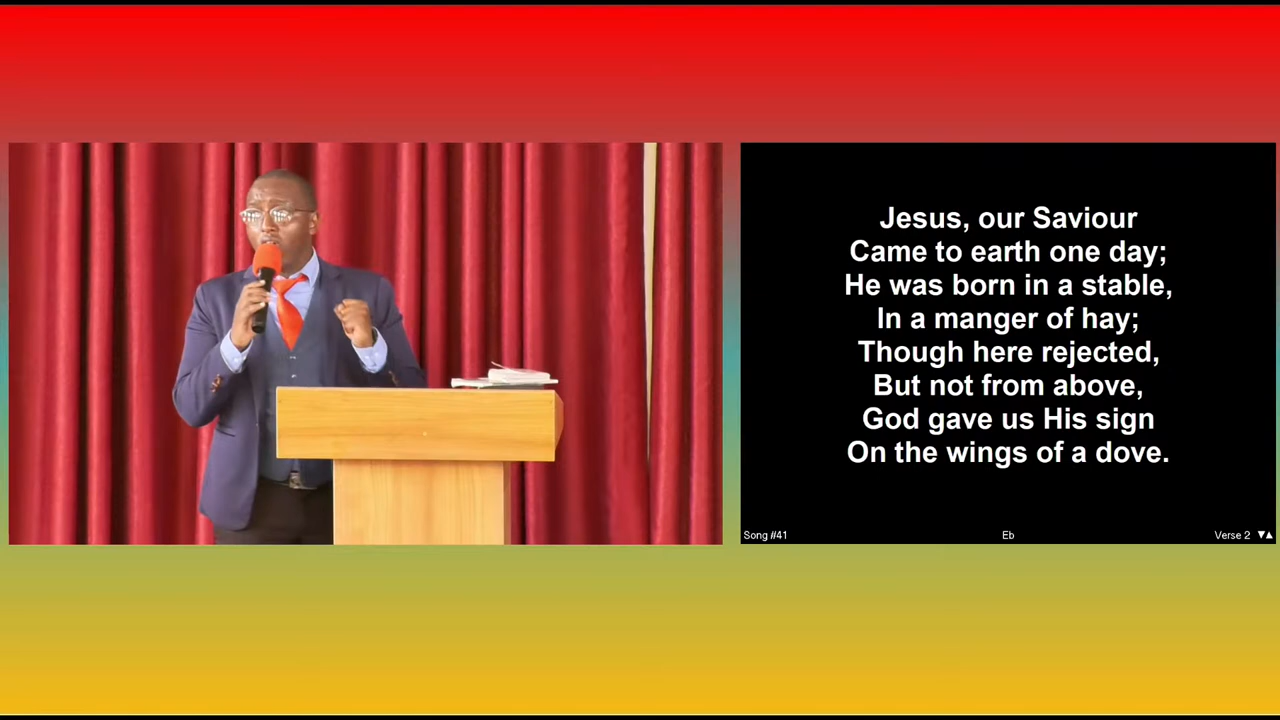 Jesus, our Saviour
Came to earth one day;
He was born in a stable,
In a manger of hay;
Though here rejected,
But not from above,
God gave us His sign
On the wings of a dove.
Song #41
Eb
Verse 2 ▼▲